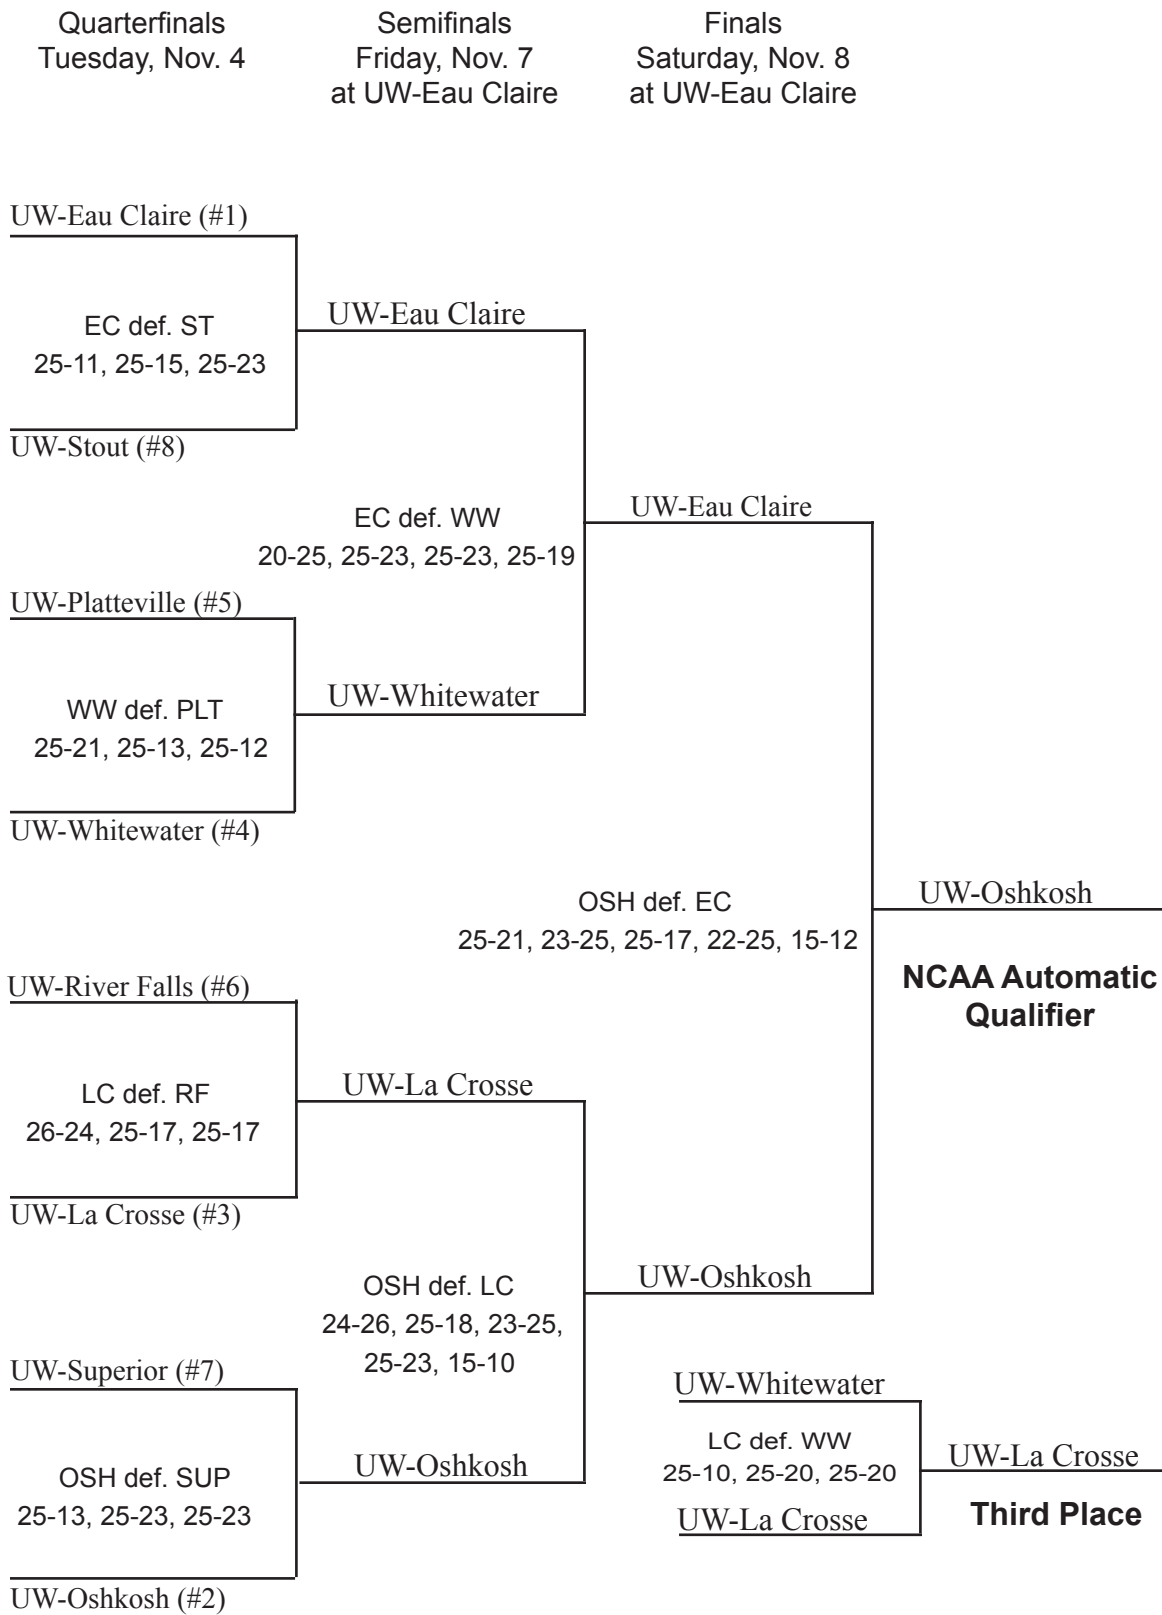 Quarterfinals
Tuesday, Nov. 4
Semifinals
Friday, Nov. 7
at UW-Eau Claire
Finals
Saturday, Nov. 8
at UW-Eau Claire
UW-Eau Claire (#1)
EC def. ST
25-11, 25-15, 25-23
UW-Stout (#8)
UW-Eau Claire
EC def. WW
20-25, 25-23, 25-23, 25-19
UW-Eau Claire
UW-Platteville (#5)
WW def. PLT
25-21, 25-13, 25-12
UW-Whitewater (#4)
UW-Whitewater
OSH def. EC
25-21, 23-25, 25-17, 22-25, 15-12
UW-Oshkosh
NCAA Automatic
Qualifier
UW-River Falls (#6)
LC def. RF
26-24, 25-17, 25-17
UW-La Crosse (#3)
UW-La Crosse
OSH def. LC
24-26, 25-18, 23-25,
25-23, 15-10
UW-Oshkosh
UW-Superior (#7)
OSH def. SUP
25-13, 25-23, 25-23
UW-Oshkosh (#2)
UW-Oshkosh
UW-Whitewater
LC def. WW
25-10, 25-20, 25-20
UW-La Crosse
UW-La Crosse
Third Place